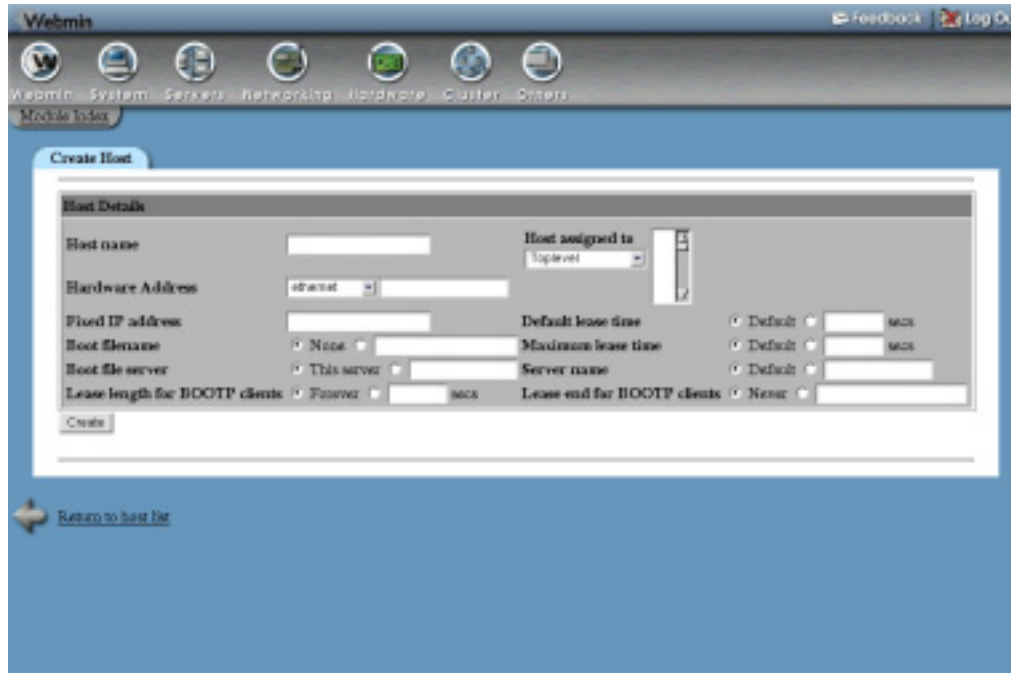 Webmin
Feedback
Log Ou
Webmin System Servers Networking Hardware Cluster Others
Module Index
Create Host
Host Details
Host name
Host assigned to
Toplevel
Hardware Address ethernet
Fixed IP address
Default lease time Default secs
Boot filename None
Maximum lease time Default secs
Boot file server This server
Server name Default
Lease length for BOOTP clients Forever secs
Lease end for BOOTP clients Never
Create
Return to host list